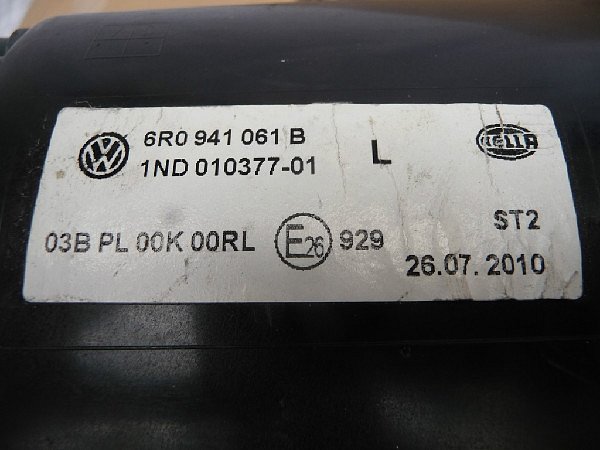 6R0 941 061 B
1ND 010377-01
L
HELLA
03B PL 00K 00RL
E26 929
ST2
26.07. 2010